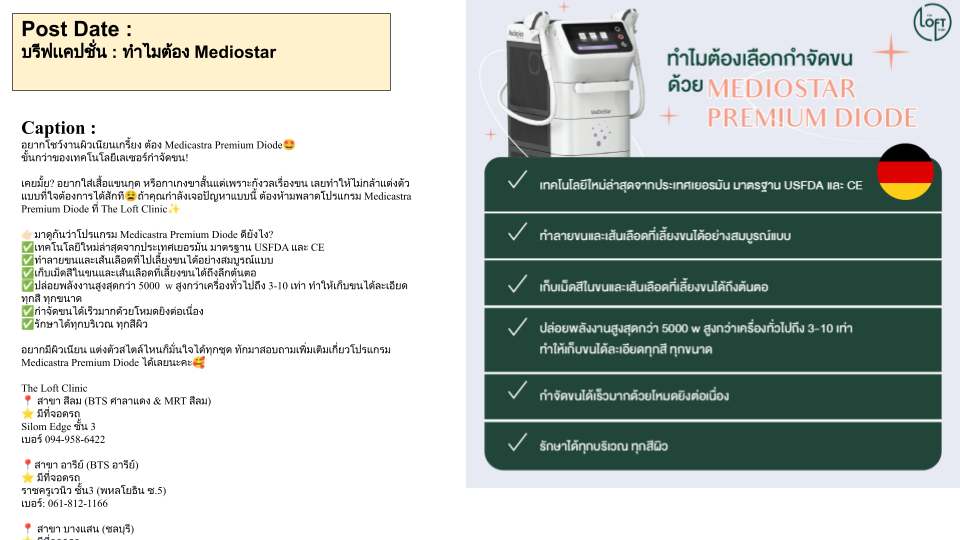 Post Date :
บรีฟแคปชั่น : ทำไมต้อง Mediostar
Caption :
อยากโชว์งานผิวเนียนเกรี้ยง ต้อง Medicastra Premium Diode🤩
ขั้นกว่าของเทคโนโลยีเลเซอร์กำจัดขน!
เคยมั้ย? อยากใส่เสื้อแขนกุด หรือกาเกงขาสั้นแต่เพราะกังวลเรื่องขน เลยทำให้ไม่กล้าแต่งตัว
แบบที่ใจต้องการได้สักที😫ถ้าคุณกำลังเจอปัญหาแบบนี้ ต้องห้ามพลาดโปรแกรม Medicastra
Premium Diode ที่ The Loft Clinic✨
👉🏻มาดูกันว่าโปรแกรม Medicastra Premium Diode ดียังไง?
✅เทคโนโลยีใหม่ล่าสุดจากประเทศเยอรมัน มาตรฐาน USFDA และ CE
✅ทำลายขนและเส้นเลือดที่ไปเลี้ยงขนได้อย่างสมบูรณ์แบบ
✅เก็บเม็ดสีในขนและเส้นเลือดที่เลี้ยงขนได้ถึงลึกต้นตอ
✅ปล่อยพลังงานสูงสุดกว่า 5000 w สูงกว่าเครื่องทั่วไปถึง 3-10 เท่า ทำให้เก็บขนได้ละเอียด
ทุกสี ทุกขนาด
✅กำจัดขนได้เร็วมากด้วยโหมดยิงต่อเนื่อง
✅รักษาได้ทุกบริเวณ ทุกสีผิว
อยากมีผิวเนียน แต่งตัวสไตล์ไหนก็มั่นใจได้ทุกชุด ทักมาสอบถามเพิ่มเติมเกี่ยวโปรแกรม
Medicastra Premium Diode ได้เลยนะคะ🥰
The Loft Clinic
📍 สาขา สีลม (BTS ศาลาแดง & MRT สีลม)
⭐ มีที่จอดรถ
Silom Edge ชั้น 3
เบอร์ 094-958-6422
📍สาขา อารีย์ (BTS อารีย์)
⭐ มีที่จอดรถ
ราชครูเวนิว ชั้น3 (พหลโยธิน ซ.5)
เบอร์: 061-812-1166
📍 สาขา บางแสน (ชลบุรี)
THE
LOFT
MeDioStar
ทำไมต้องเลือกกำจัดขน
ด้วย MEDIOSTAR
PREMIUM DIODE
เทคโนโลยีใหม่ล่าสุดจากประเทศเยอรมัน มาตรฐาน USFDA และ CE
ทำลายขนและเส้นเลือดที่เลี้ยงขนได้อย่างสมบูรณ์แบบ
เก็บเม็ดสีในขนและเส้นเลือดที่เลี้ยงขนได้ถึงต้นตอ
ปล่อยพลังงานสูงสุดกว่า 5000 w สูงกว่าเครื่องทั่วไปถึง 3-10 เท่า
ทำให้เก็บขนได้ละเอียดทุกสี ทุกขนาด
กำจัดขนได้เร็วมากด้วยโหมดยิงต่อเนื่อง
รักษาได้ทุกบริเวณ ทุกสีผิว